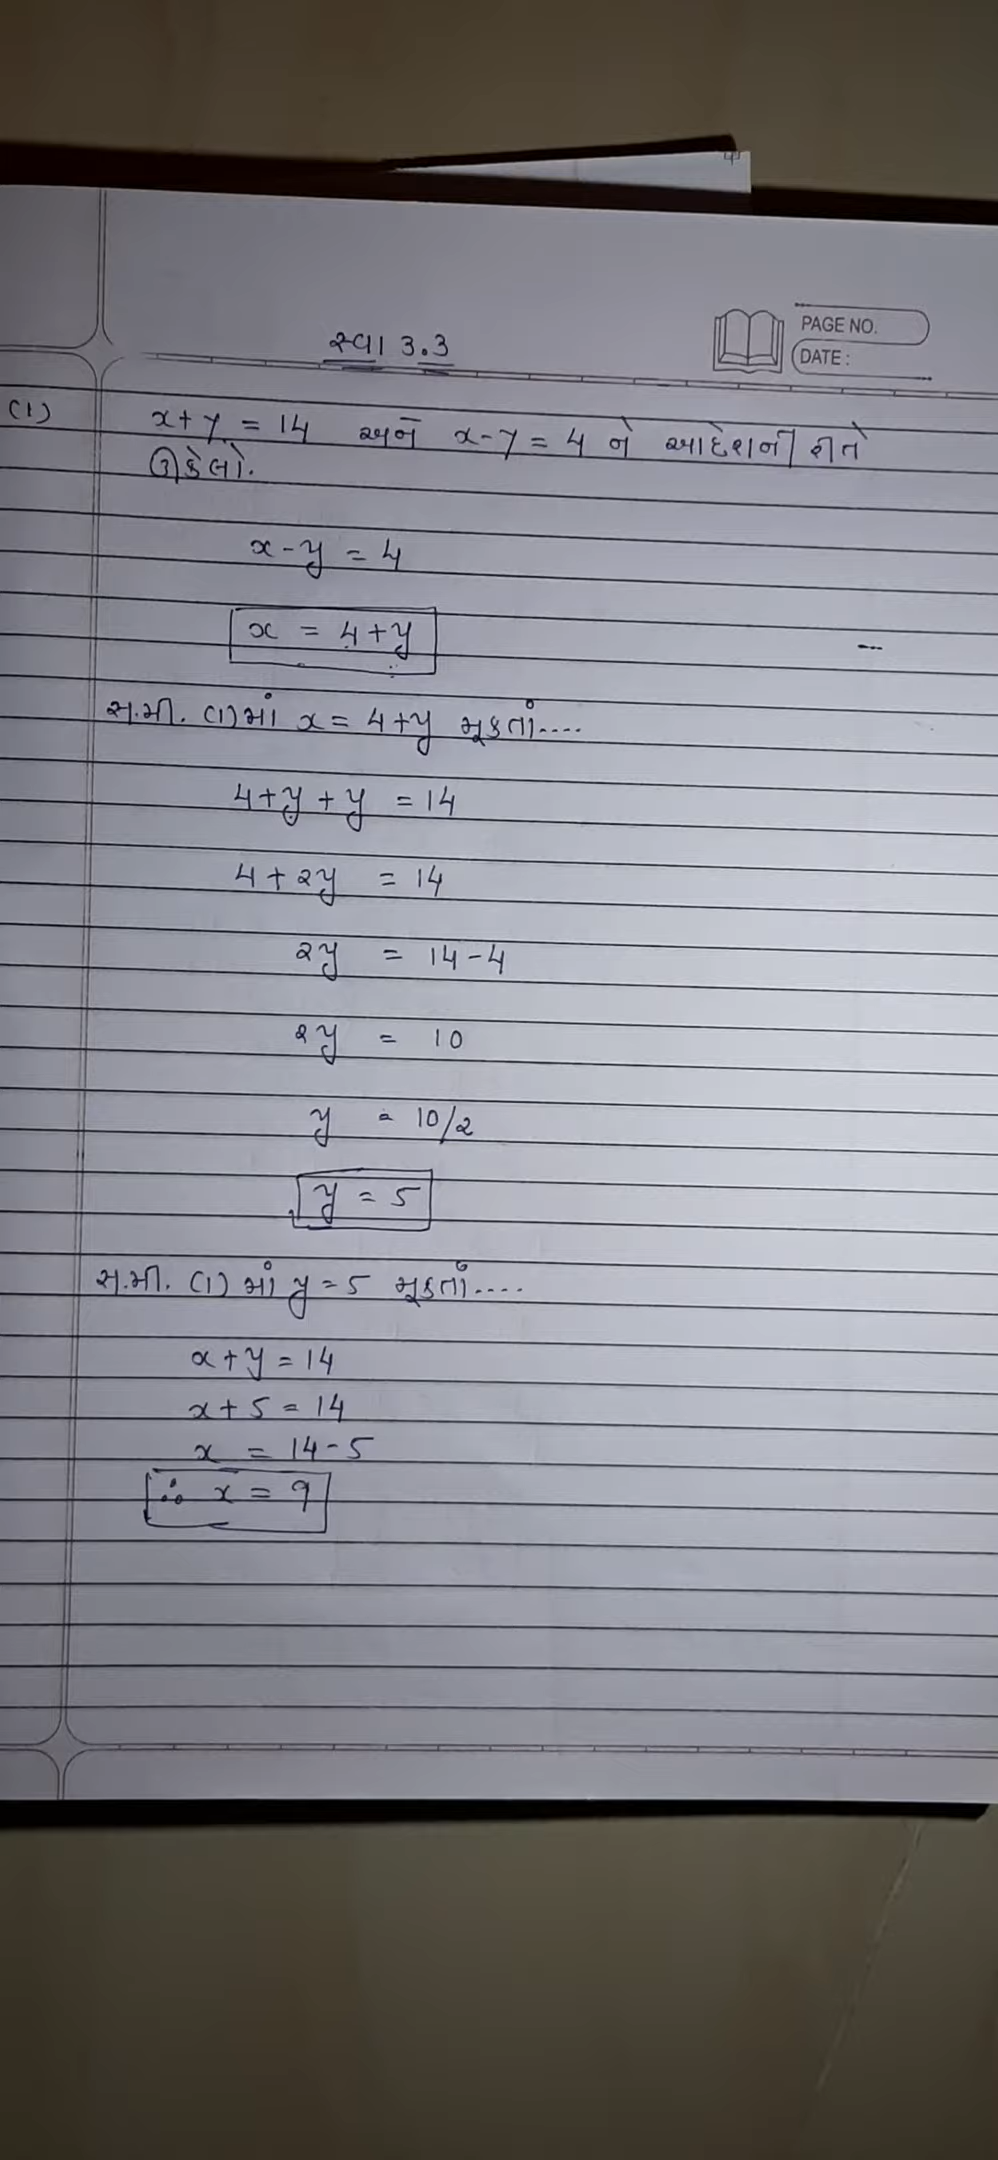 સ્વા 3.3
PAGE NO.
DATE :
(1) x + y = 14 અને x - y = 4 ને આદેશની રીતે
ઉકેલો.
x - y = 4
x = 4 + y
સ.મી. (1) માં x = 4 + y મૂકતાં....
4 + y + y = 14
4 + 2y = 14
2y = 14 - 4
2y = 10
y = 10/2
y = 5
સ.મી. (1) માં y = 5 મૂકતાં....
x + y = 14
x + 5 = 14
x = 14 - 5
∴ x = 9